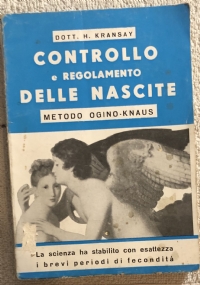 DOTT. H. KRANSAY
CONTROLLO
e REGOLAMENTO
DELLE NASCITE
METODO OGINO-KNAUS
La scienza ha stabilito con esattezza
i brevi periodi di fecondità